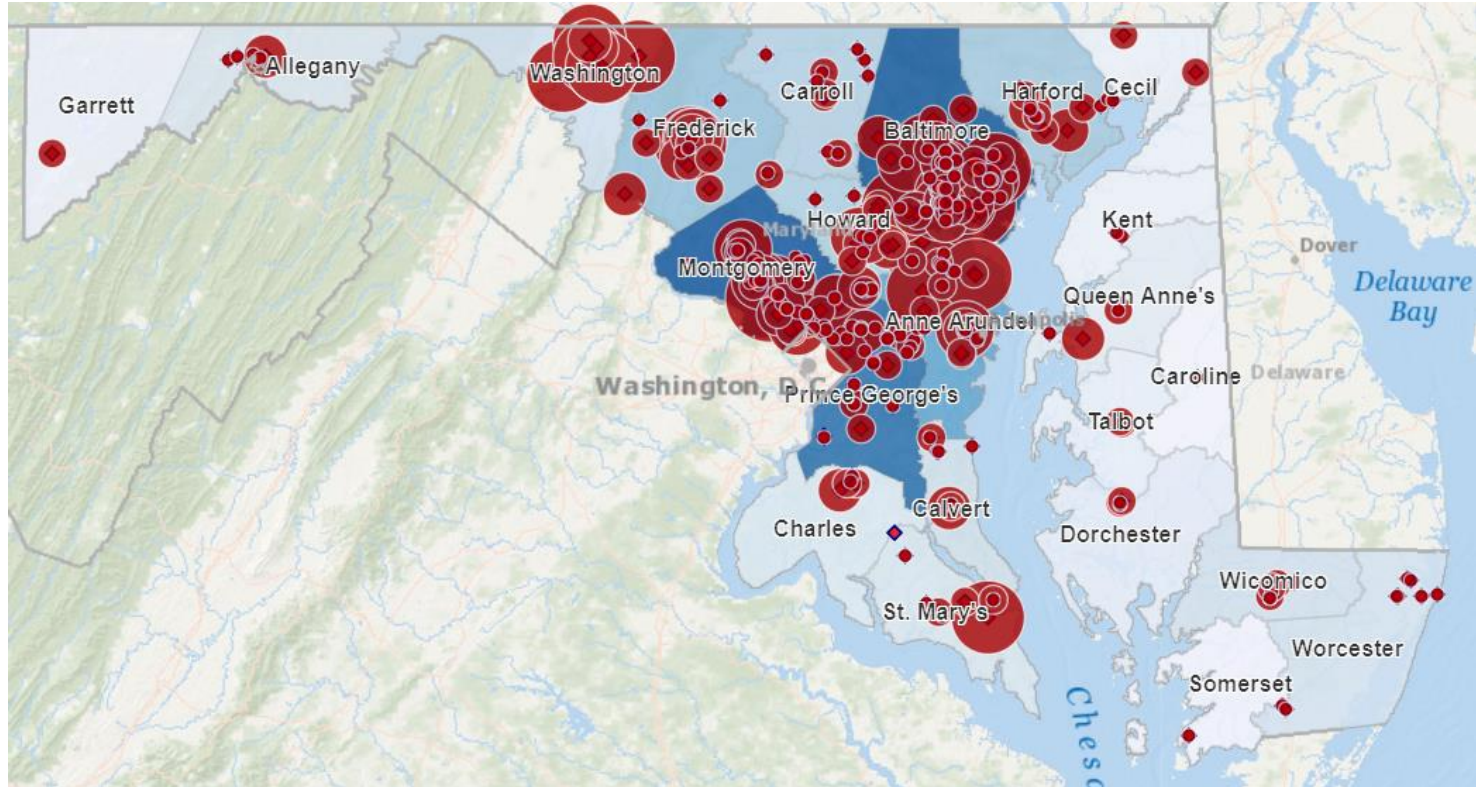 Allegany
Washington
Garrett
Carroll
Harford
Cecil
Frederick
Baltimore
Howard
Kent
Dover
Montgomery
Delaware
Bay
Queen Anne's
Anne Arundel
Washington, D.C.
Prince George's
Caroline
Delaware
Talbot
Charles
Calvert
Dorchester
Wicomico
St. Mary's
Worcester
Somerset
Ches